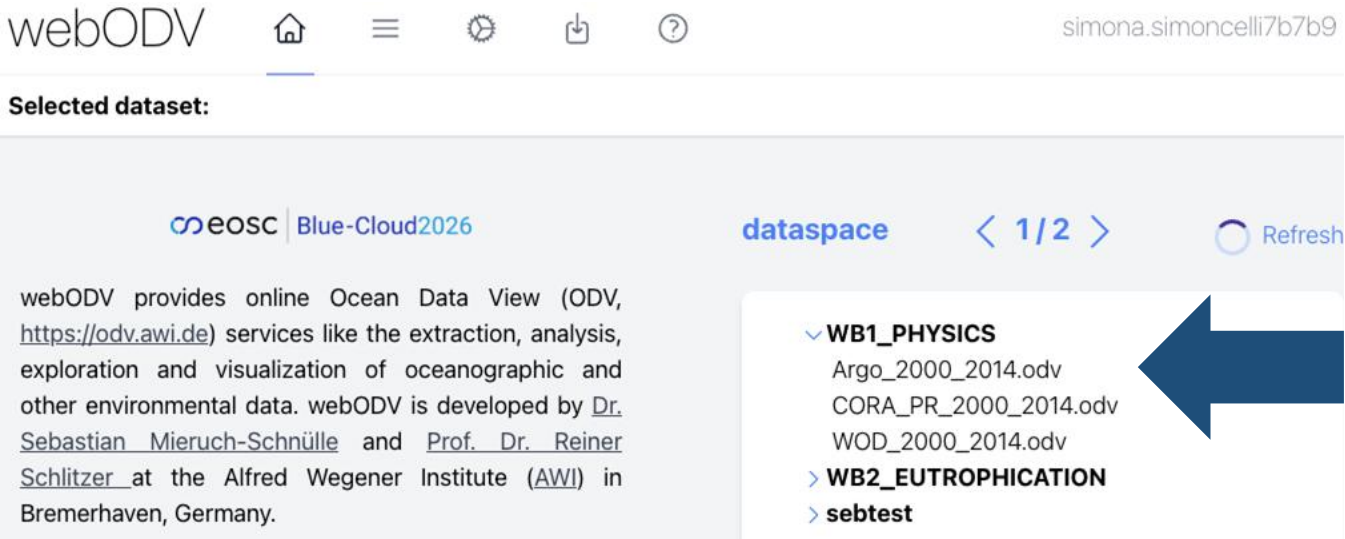 webODV
simona.simoncelli7b7b9
Selected dataset:
eosc Blue-Cloud2026
webODV provides online Ocean Data View (ODV,
https://odv.awi.de) services like the extraction, analysis,
exploration and visualization of oceanographic and
other environmental data. webODV is developed by Dr.
Sebastian Mieruch-Schnülle and Prof. Dr. Reiner
Schlitzer at the Alfred Wegener Institute (AWI) in
Bremerhaven, Germany.
dataspace < 1/2 > Refresh
WB1_PHYSICS
Argo_2000_2014.odv
CORA_PR_2000_2014.odv
WOD_2000_2014.odv
WB2_EUTROPHICATION
sebtest